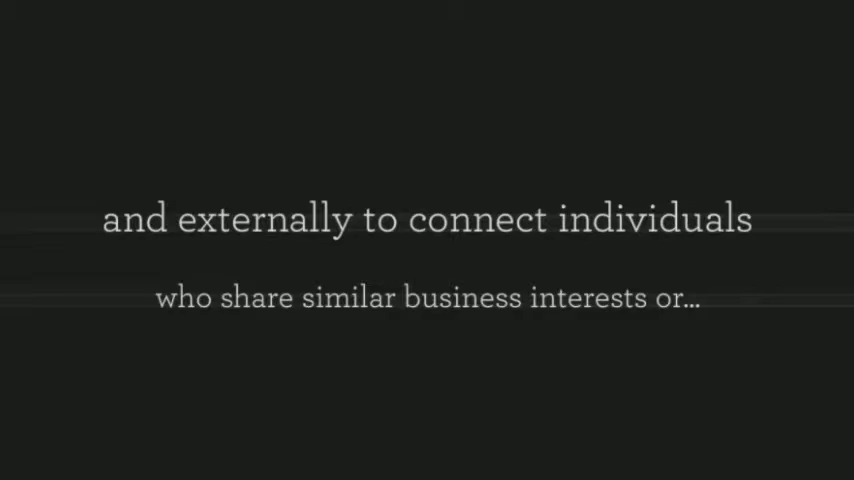 and externally to connect individuals
who share similar business interests or...